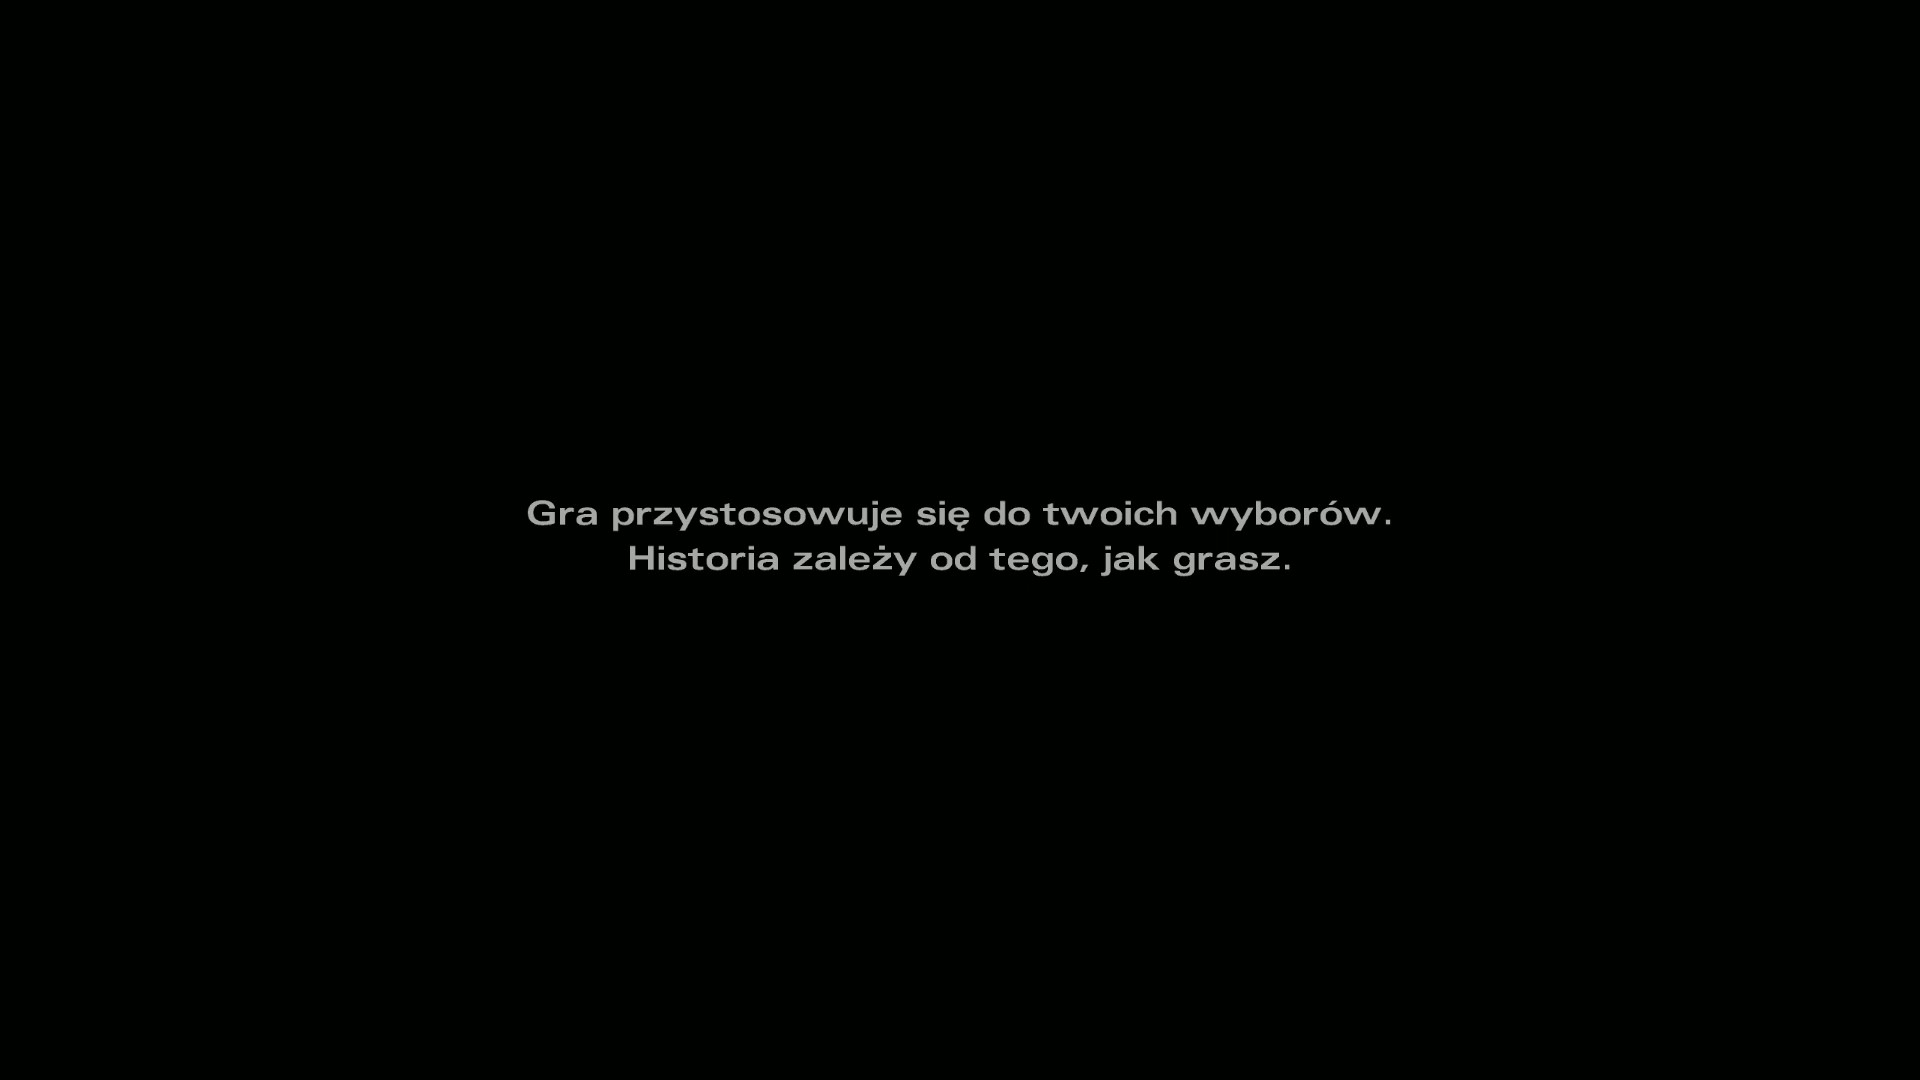 Gra przystosowuje się do twoich wyborów.
Historia zależy od tego, jak grasz.